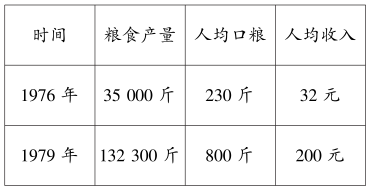 时间 粮食产量 人均口粮 人均收入
1976 年 35 000 斤 230 斤 32 元
1979 年 132 300 斤 800 斤 200 元